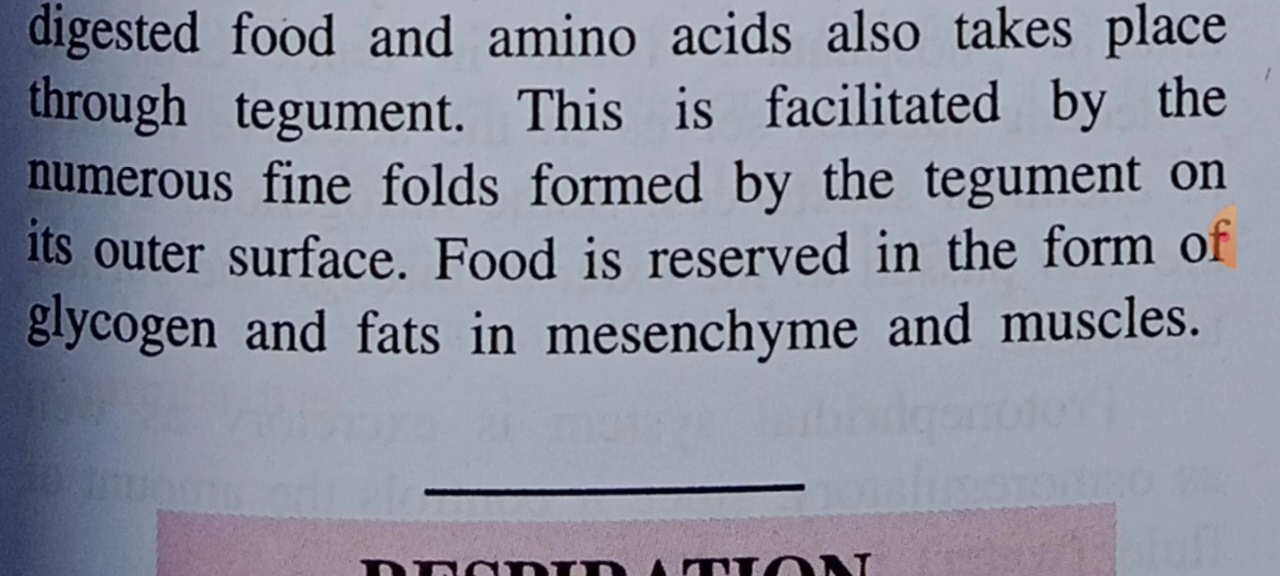 digested food and amino acids also takes place
through tegument. This is facilitated by the
numerous fine folds formed by the tegument on
its outer surface. Food is reserved in the form of
glycogen and fats in mesenchyme and muscles.
RESPIRATION